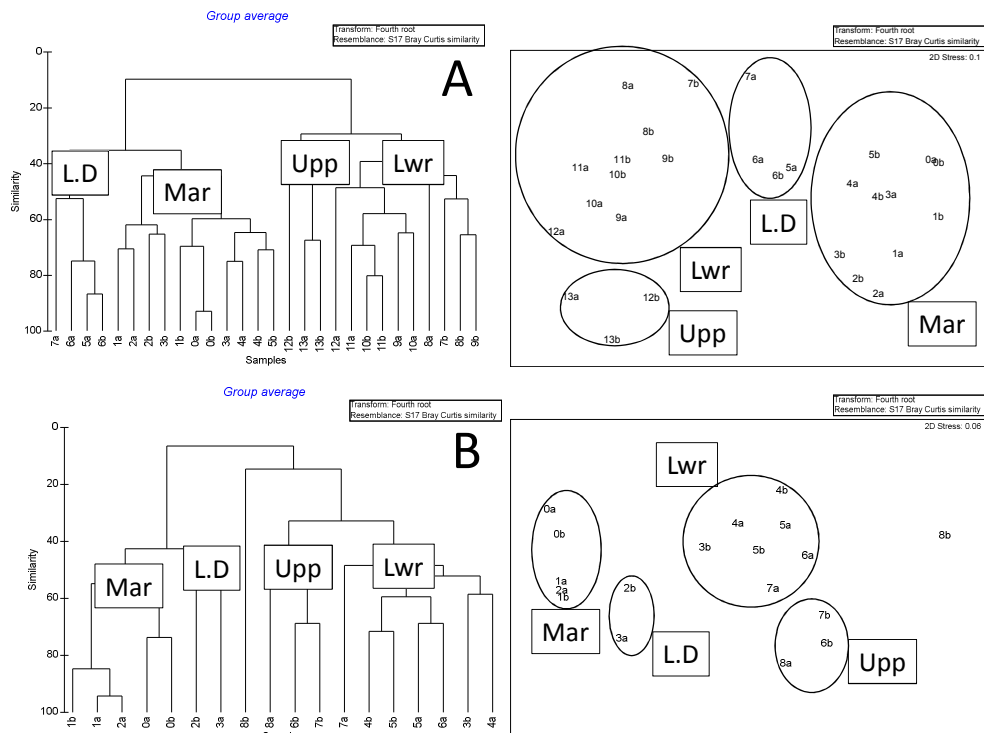 Group average
Transform: Fourth root
Resemblance: S17 Bray Curtis similarity
A
0
20
40
60
80
100
Similarity
L.D
Mar
Upp
Lwr
7a 6a 5a 6b 1a 2a 2b 3b 1b 0a 0b 3a 4a 4b 5b 12b 13a 13b 12a 11a 10b 11b 9a 10a 8a 7b 8b 9b
Samples
Transform: Fourth root
Resemblance: S17 Bray Curtis similarity
2D Stress: 0.1
8a 7b
8b
11a 11b 9b
10b
10a
9a
12a
Lwr
7a
6a 5a
6b
L.D
5b 0a 0b
4a
4b 3a
1b
3b 1a
2b
2a
Mar
13a 12b
13b
Upp
Group average
Transform: Fourth root
Resemblance: S17 Bray Curtis similarity
B
0
20
40
60
80
100
Similarity
Mar
L.D
Upp
Lwr
1b 1a 2a 0a 0b 2b 3a 8b 8a 6b 7b 7a 4b 5b 6a 3b 4a
Transform: Fourth root
Resemblance: S17 Bray Curtis similarity
2D Stress: 0.06
Lwr
4b
4a 5a
3b 5b 6a
7a
8b
0a
0b
1a
2a
1b
Mar
2b
3a
L.D
7b
6b
8a
Upp